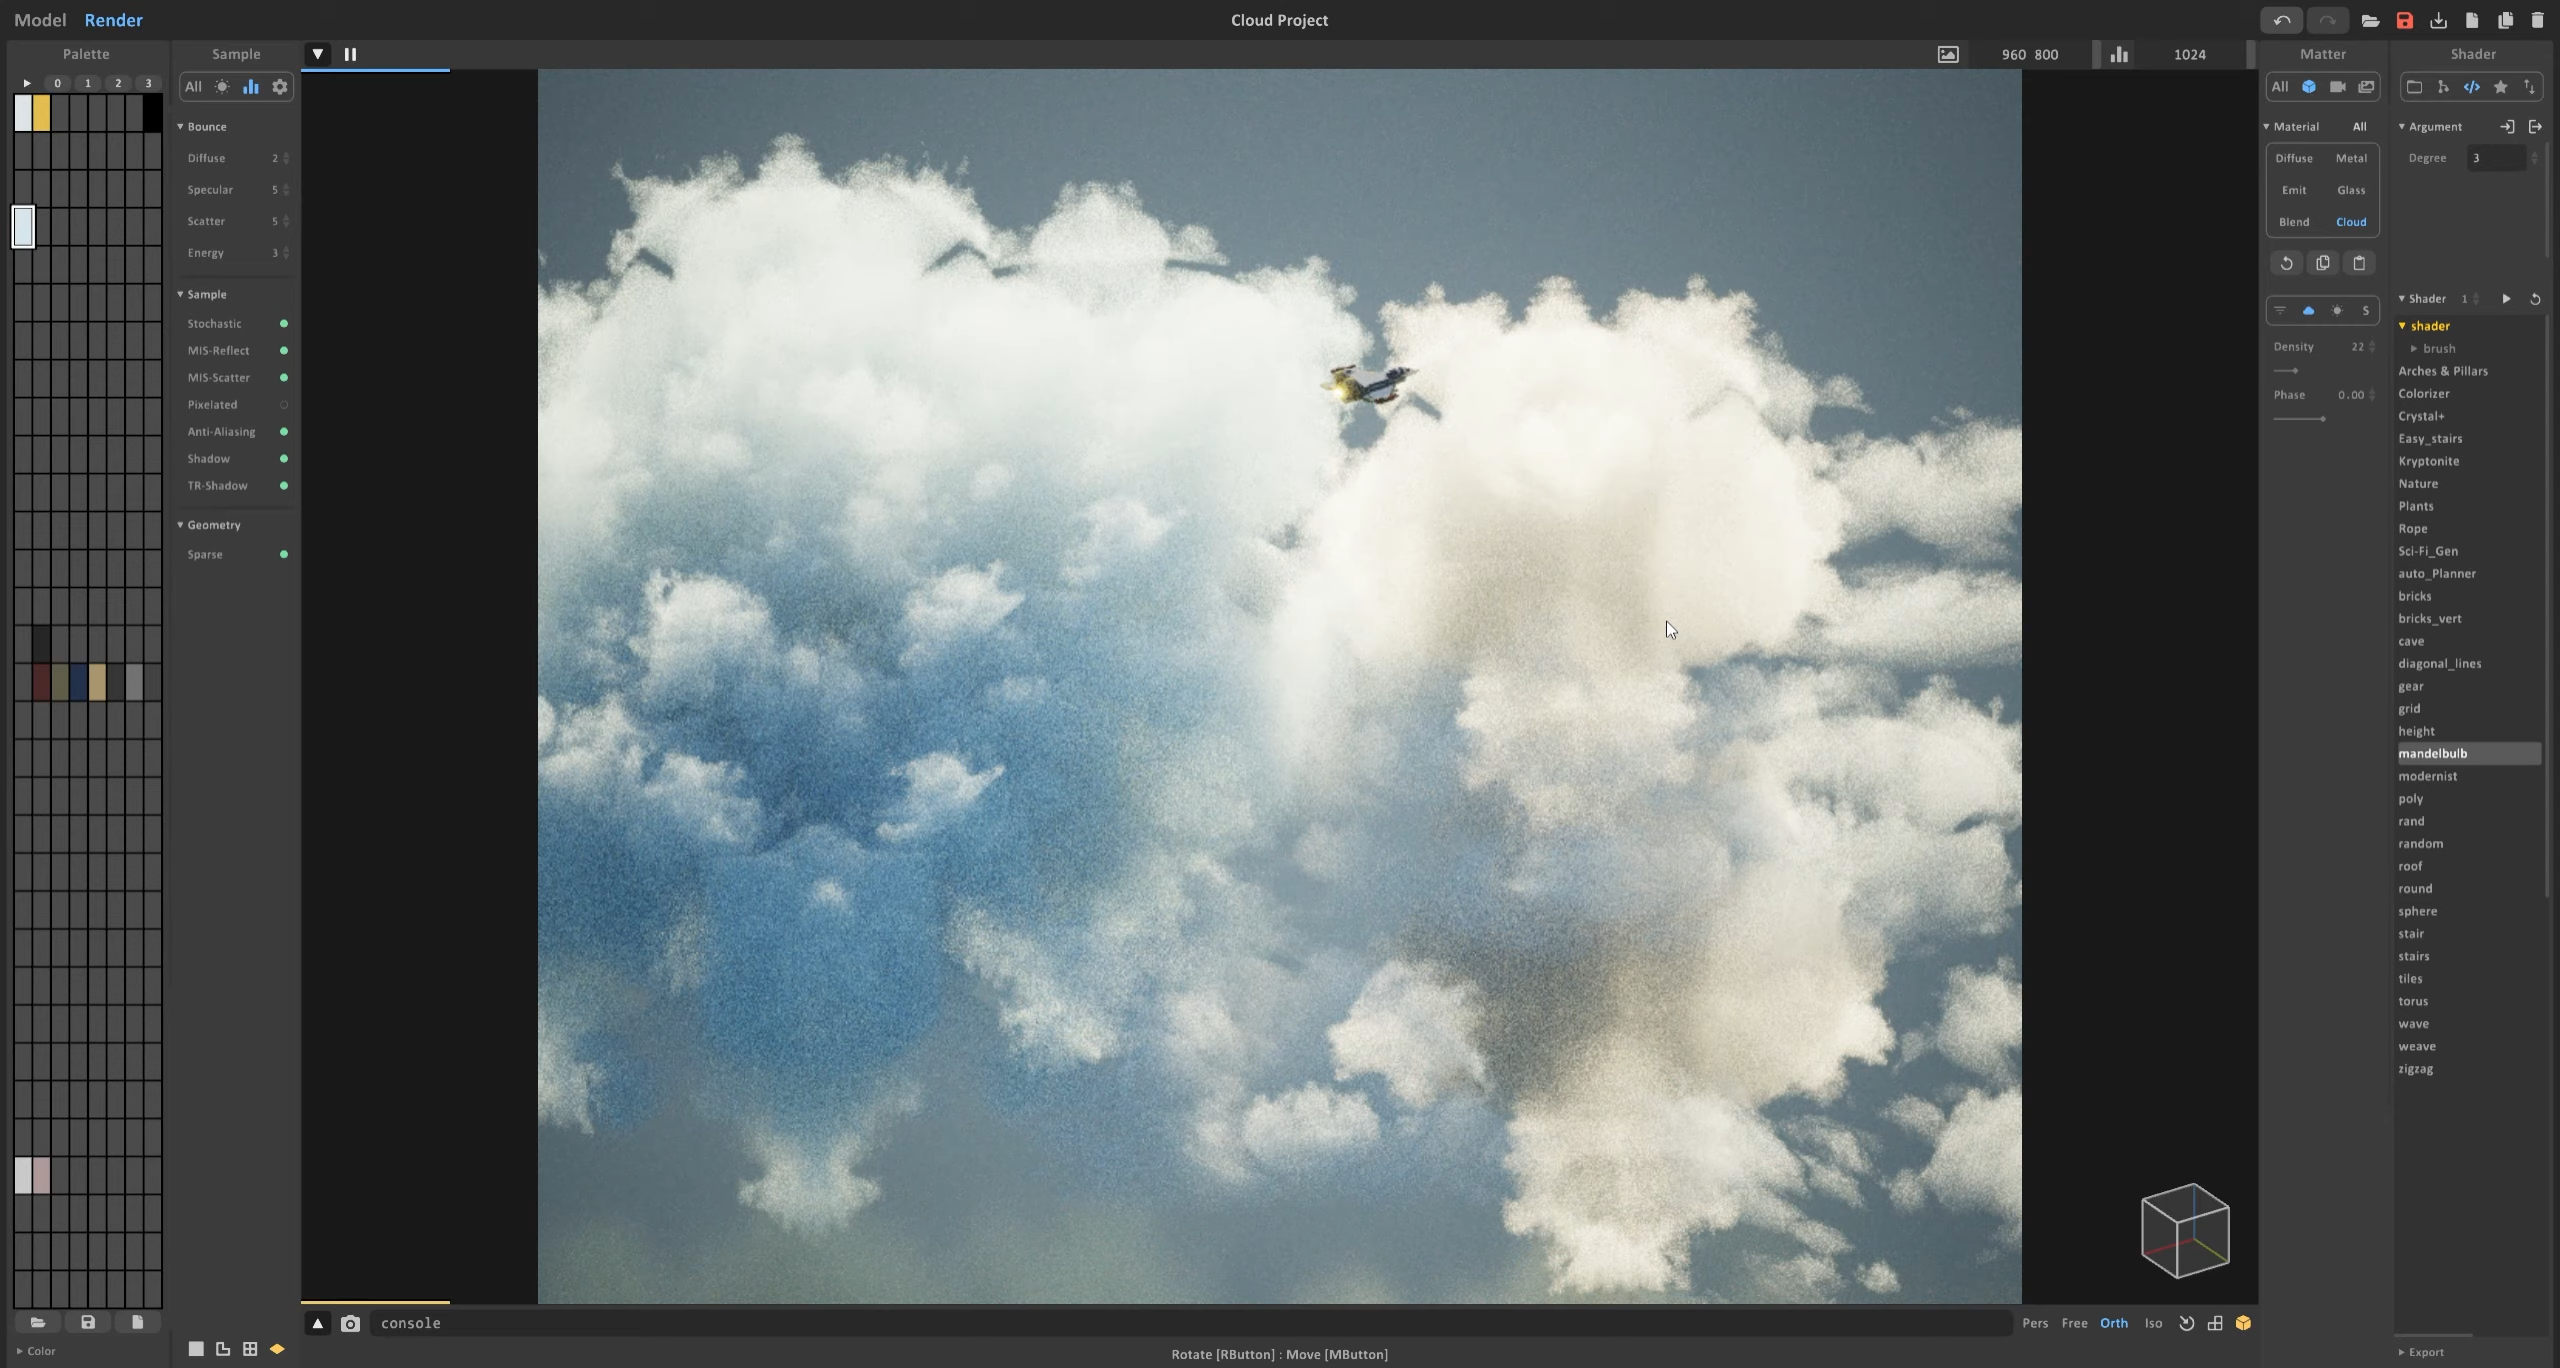 Model Render
Cloud Project
Palette
0 1 2 3
Color
Sample
All
Bounce
Diffuse 2
Specular 5
Scatter 5
Energy 3
Sample
Stochastic
MIS-Reflect
MIS-Scatter
Pixelated
Anti-Aliasing
Shadow
TR-Shadow
Geometry
Sparse
960 800
1024
console
Pers Free Orth Iso
Rotate [RButton] : Move [MButton]
Matter
All
Material All
Diffuse Metal
Emit Glass
Blend Cloud
S
Density 22
Phase 0.00
Shader
Argument
Degree 3
Shader 1
shader
brush
Arches & Pillars
Colorizer
Crystal+
Easy_stairs
Kryptonite
Nature
Plants
Rope
Sci-Fi_Gen
auto_Planner
bricks
bricks_vert
cave
diagonal_lines
gear
grid
height
mandelbulb
modernist
poly
rand
random
roof
round
sphere
stair
stairs
tiles
torus
wave
weave
zigzag
Export